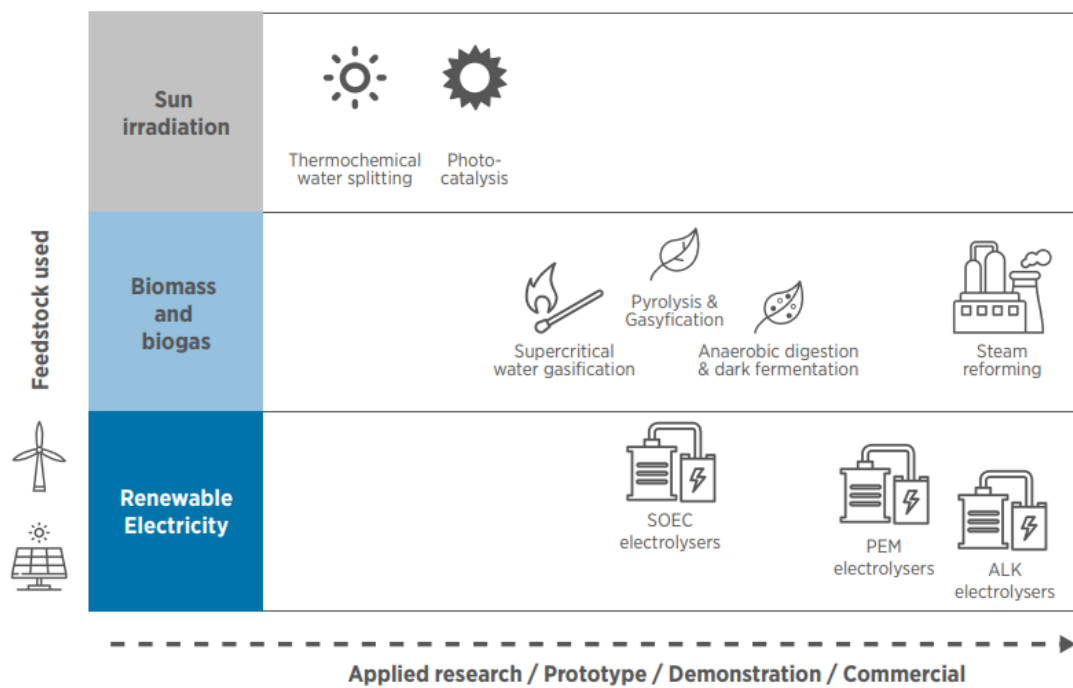 Feedstock used
Sun
irradiation
Thermochemical
water splitting
Photo-
catalysis
Biomass
and
biogas
Supercritical
water gasification
Pyrolysis &
Gasyfication
Anaerobic digestion
& dark fermentation
Steam
reforming
Renewable
Electricity
SOEC
electrolysers
PEM
electrolysers
ALK
electrolysers
Applied research / Prototype / Demonstration / Commercial